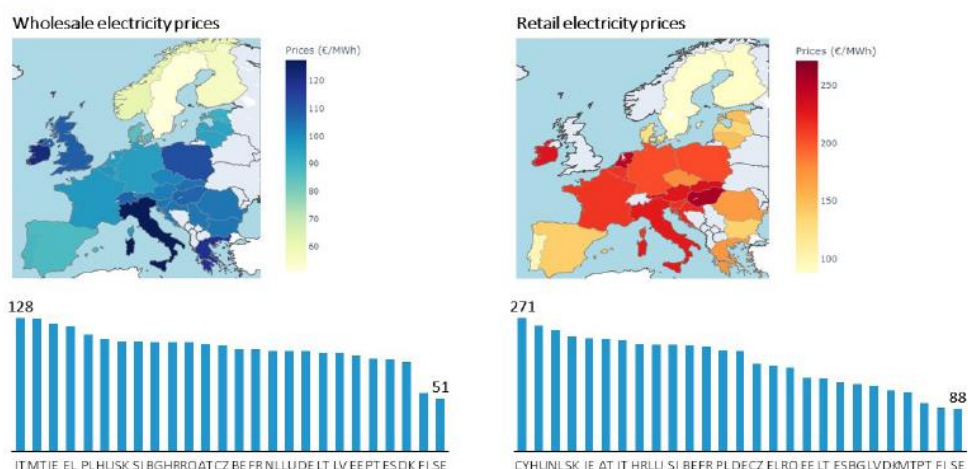 Wholesale electricity prices
Prices (€/MWh)
120
110
100
90
80
70
60
128
51
IT MT IE EL PL HU SK SI BG HR RO AT CZ BE FR NL LU DE LT LV EE PT ES DK FI SE
Retail electricity prices
Prices (€/MWh)
250
200
150
100
271
88
CY HU NL SK IE AT IT HR LU SI BE FR PL DE CZ EL RO EE LT ES BG LV DK MT PT FI SE